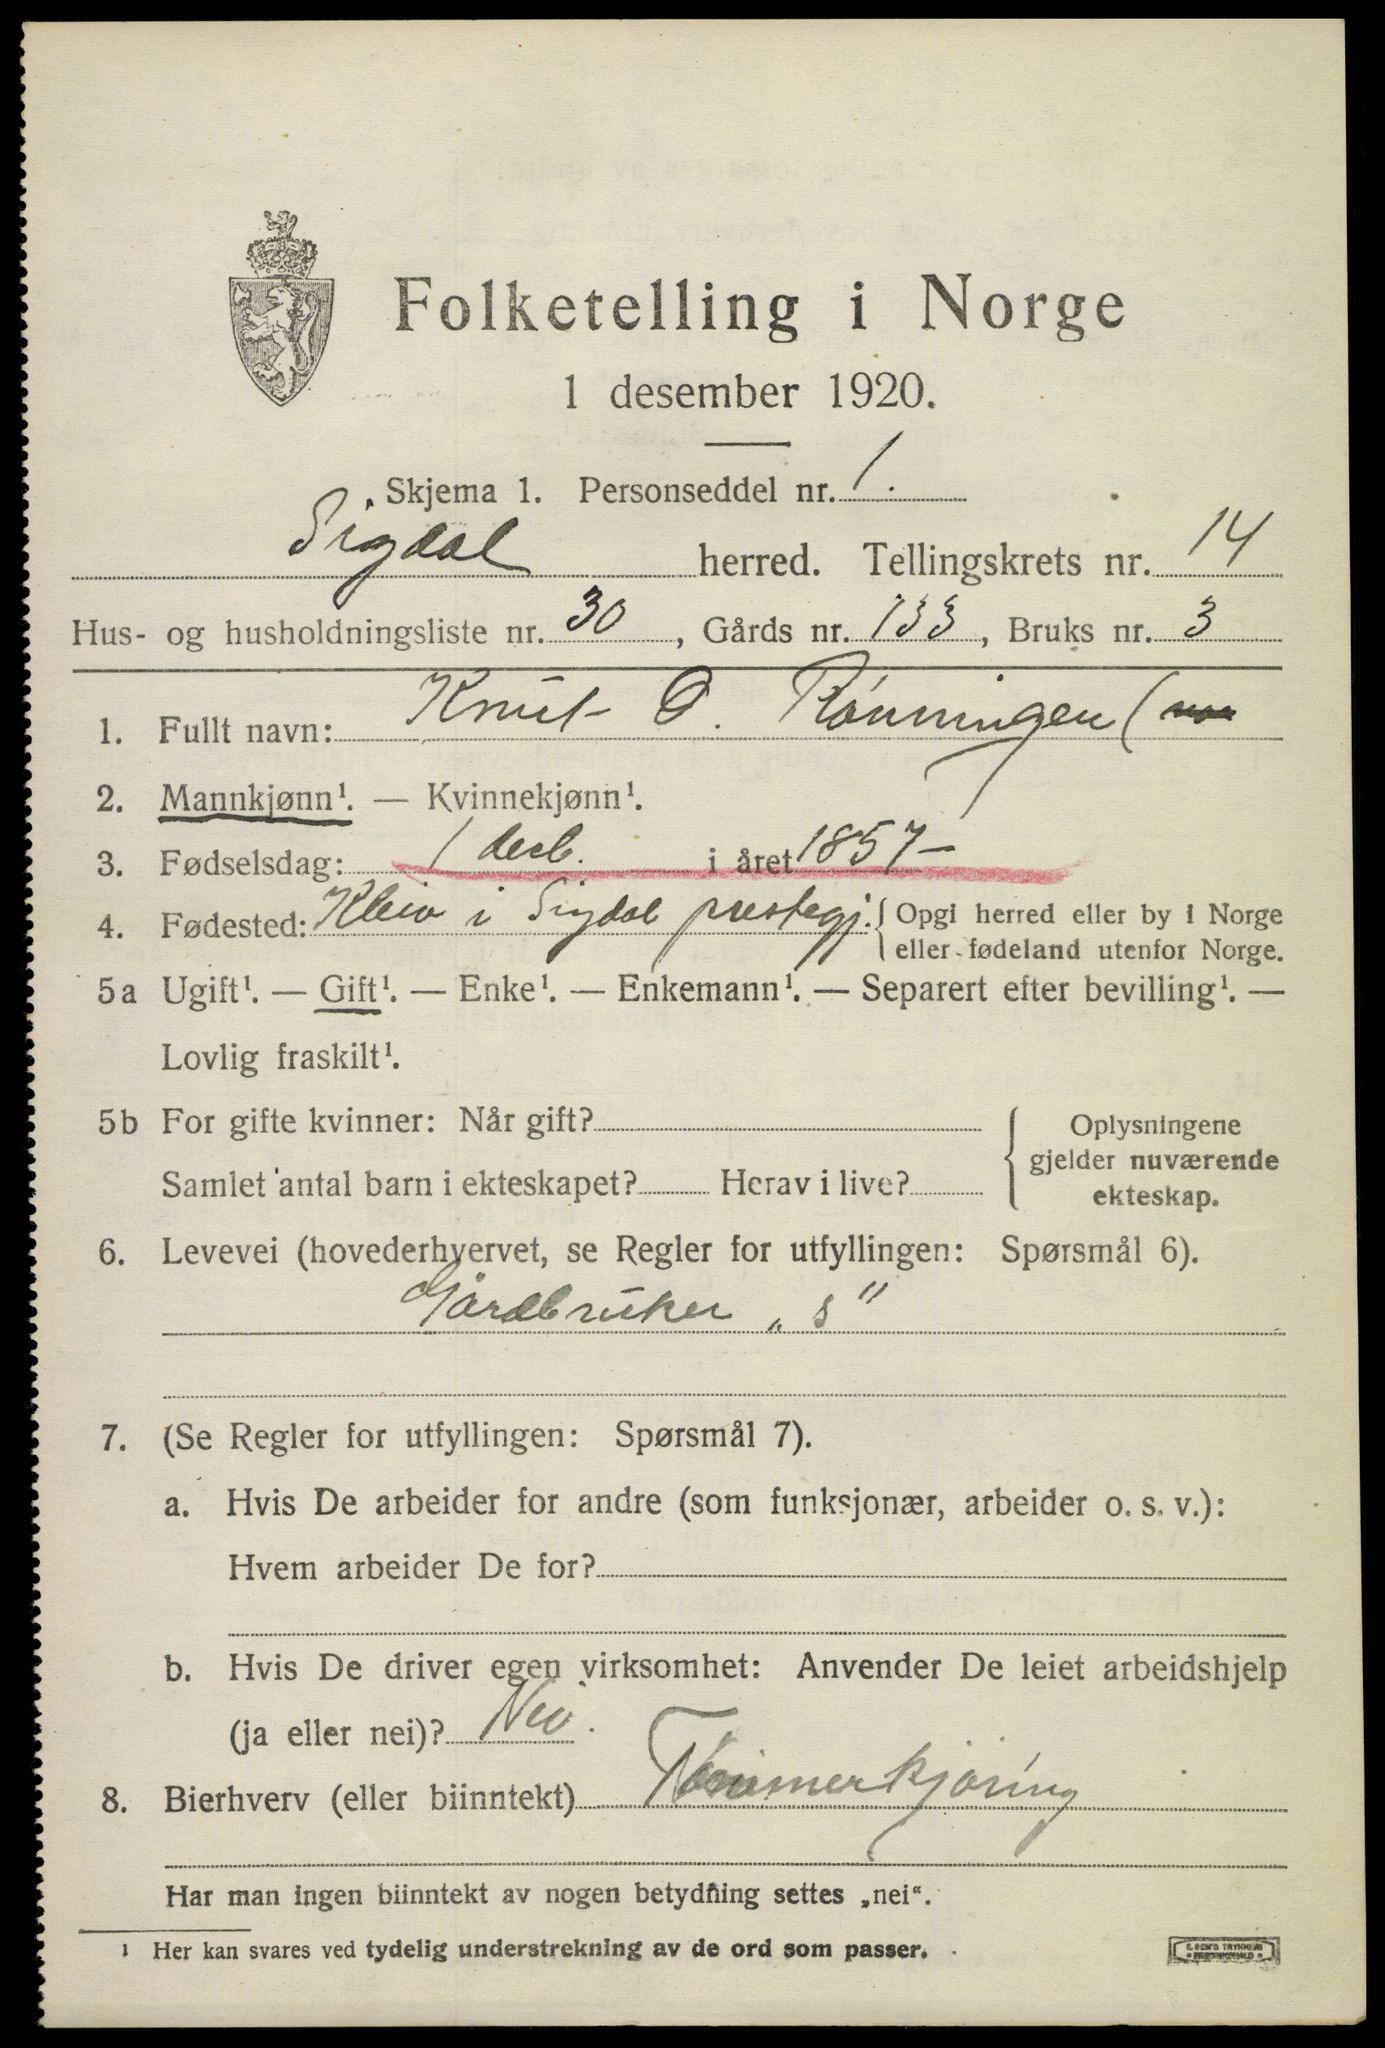 Folketelling i Norge
1 desember 1920.
Skjema 1. Personseddel nr. 1.
Sigdal herred. Tellingskrets nr. 14
Hus- og husholdningsliste nr. 30, Gårds nr. 133, Bruks nr. 3
1. Fullt navn: Knut O. Rønningen (
2. Mannkjønn¹. — Kvinnekjønn¹.
3. Fødselsdag: 1 desb. i året 1857 —
4. Fødested: Kleiv i Sigdal prestegj. Opgi herred eller by i Norge
eller fødeland utenfor Norge.
5a Ugift¹. — Gift¹. — Enke¹. — Enkemann¹. — Separert efter bevilling¹. —
Lovlig fraskilt¹.
5b For gifte kvinner: Når gift?
Samlet antal barn i ekteskapet? Herav i live?
Oplysningene
gjelder nuværende
ekteskap.
6. Levevei (hovederhvervet, se Regler for utfyllingen: Spørsmål 6).
Gårdbruker „s"
7. (Se Regler for utfyllingen: Spørsmål 7).
a. Hvis De arbeider for andre (som funksjonær, arbeider o. s. v.):
Hvem arbeider De for?
b. Hvis De driver egen virksomhet: Anvender De leiet arbeidshjelp
(ja eller nei)? Nei.
8. Bierhverv (eller biinntekt) Tømmerkjøring
Har man ingen biinntekt av nogen betydning settes „nei“.
¹ Her kan svares ved tydelig understrekning av de ord som passer.